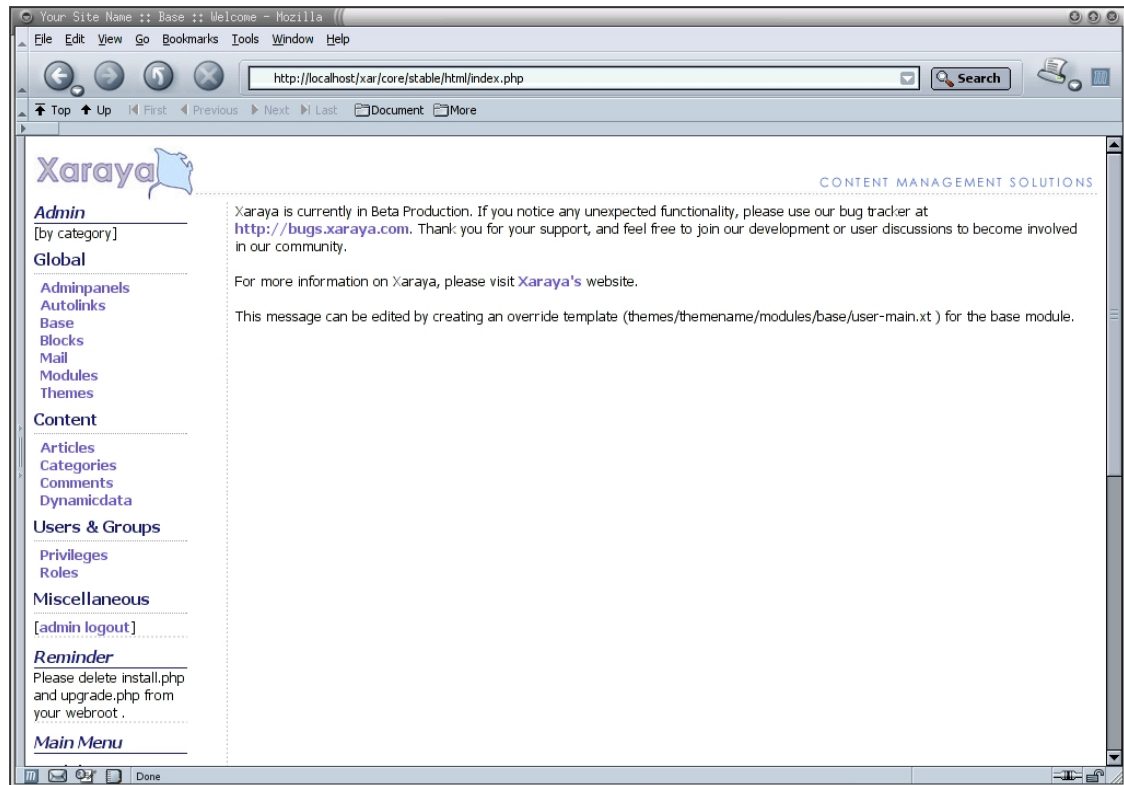 Your Site Name :: Base :: Welcome - Mozilla
File Edit View Go Bookmarks Tools Window Help
http://localhost/xar/core/stable/html/index.php
Search
Top Up First Previous Next Last Document More
Xaraya
CONTENT MANAGEMENT SOLUTIONS
Admin
[by category]
Global
Adminpanels
Autolinks
Base
Blocks
Mail
Modules
Themes
Content
Articles
Categories
Comments
Dynamicdata
Users & Groups
Privileges
Roles
Miscellaneous
[admin logout]
Reminder
Please delete install.php
and upgrade.php from
your webroot .
Main Menu
Xaraya is currently in Beta Production. If you notice any unexpected functionality, please use our bug tracker at
http://bugs.xaraya.com. Thank you for your support, and feel free to join our development or user discussions to become involved
in our community.
For more information on Xaraya, please visit Xaraya's website.
This message can be edited by creating an override template (themes/themename/modules/base/user-main.xt ) for the base module.
Done